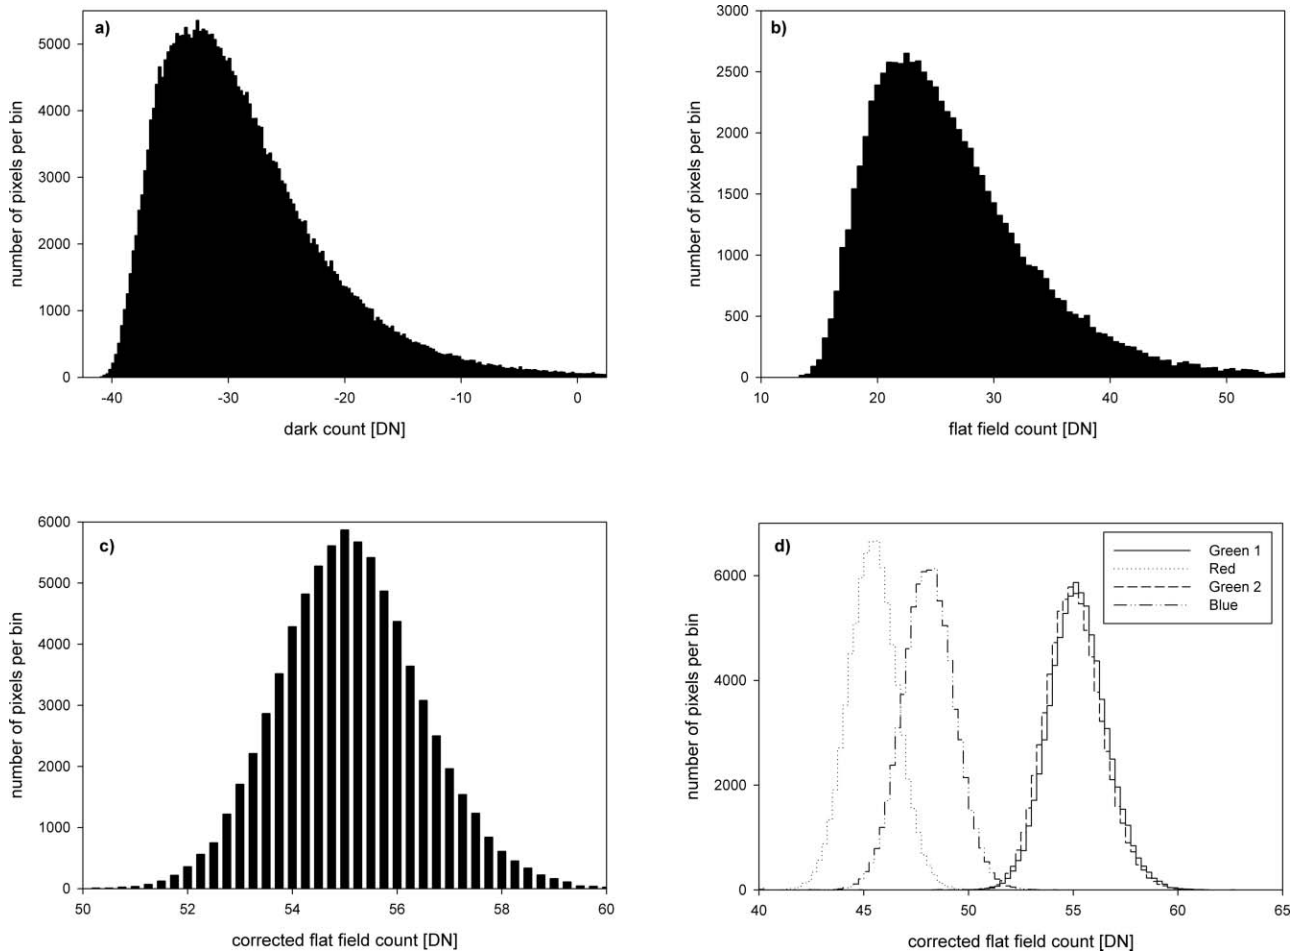 a)
number of pixels per bin
5000
4000
3000
2000
1000
0
-40 -30 -20 -10 0
dark count [DN]
b)
number of pixels per bin
3000
2500
2000
1500
1000
500
0
10 20 30 40 50
flat field count [DN]
c)
number of pixels per bin
6000
5000
4000
3000
2000
1000
0
50 52 54 56 58 60
corrected flat field count [DN]
d)
Green 1
Red
Green 2
Blue
number of pixels per bin
6000
4000
2000
0
40 45 50 55 60 65
corrected flat field count [DN]